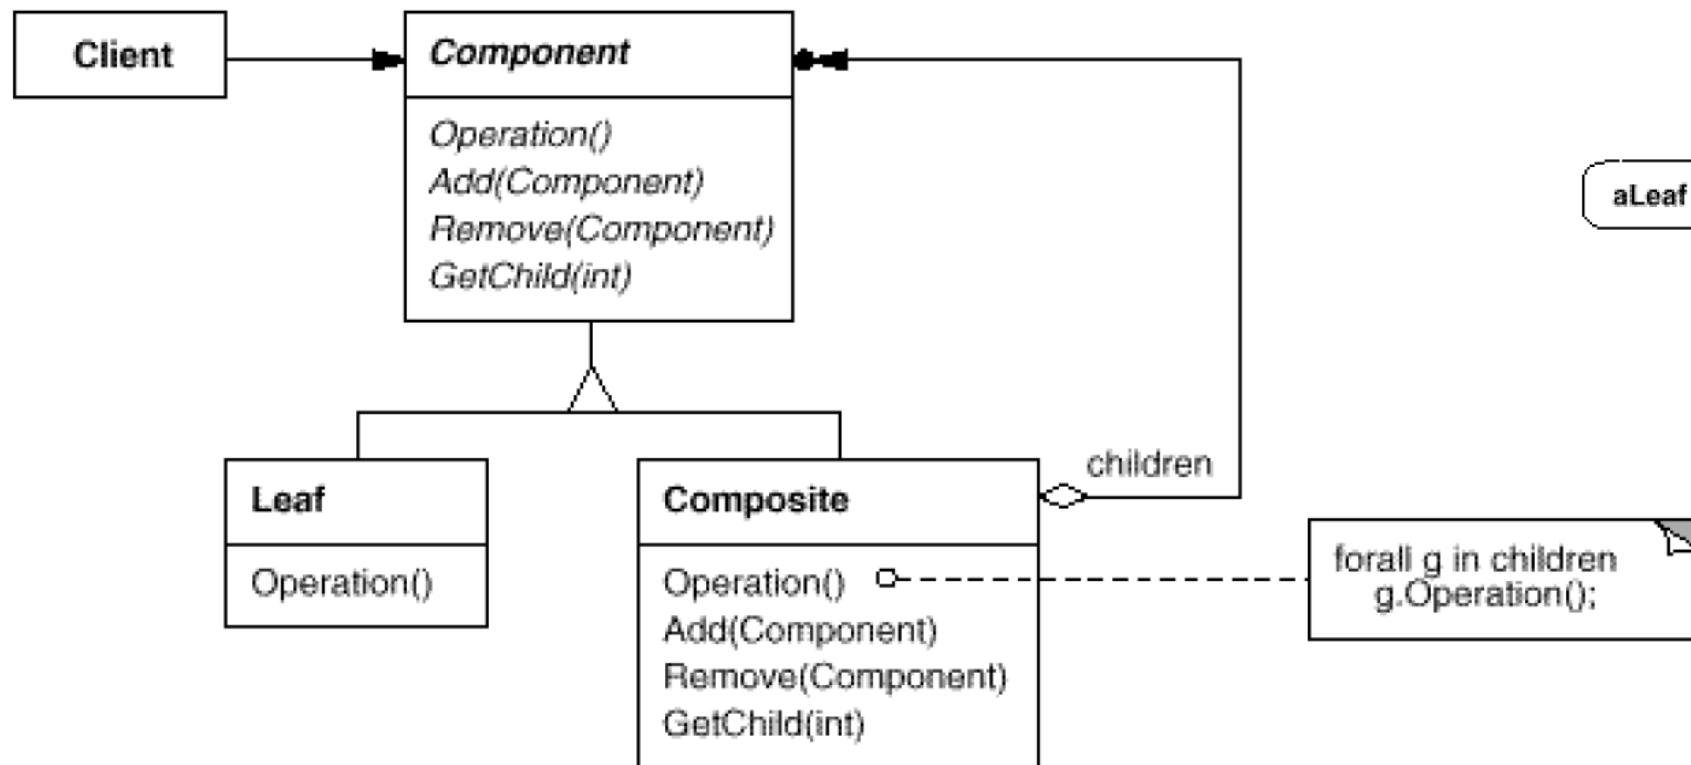 Client
Component
Operation()
Add(Component)
Remove(Component)
GetChild(int)
aLeaf
children
Leaf
Operation()
Composite
Operation()
Add(Component)
Remove(Component)
GetChild(int)
forall g in children
g.Operation();